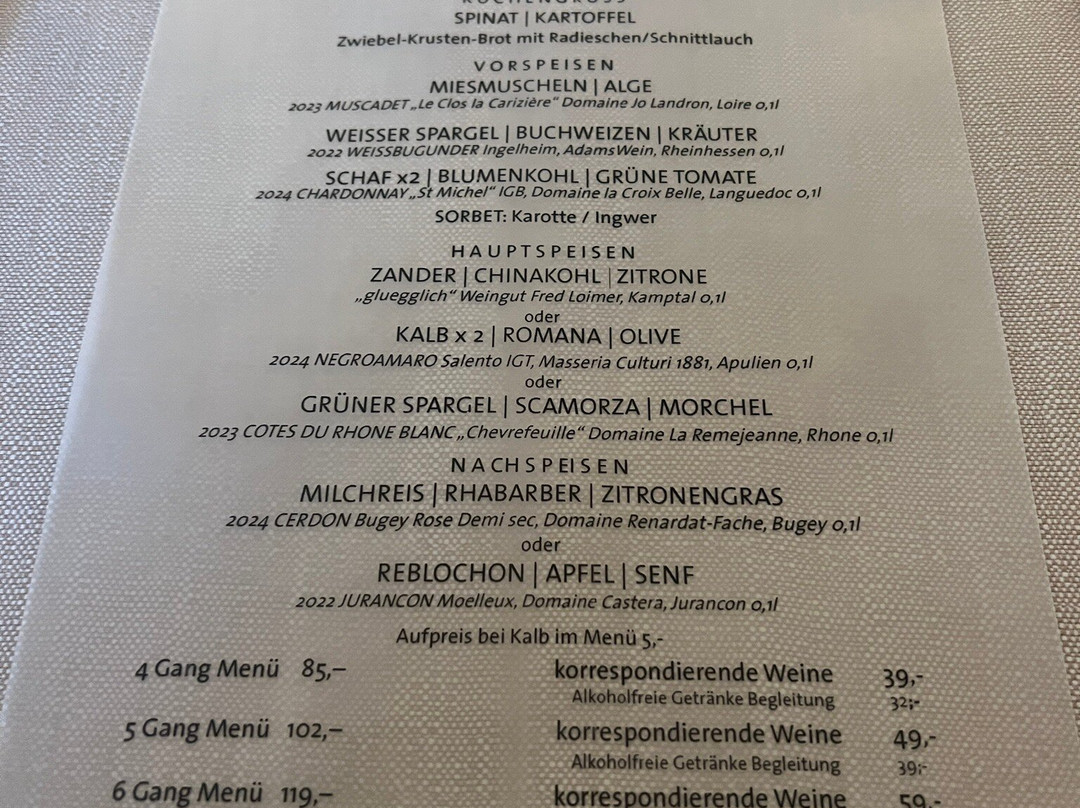 KÜCHENGRUSS
SPINAT | KARTOFFEL
Zwiebel-Krusten-Brot mit Radieschen/Schnittlauch
VORSPEISEN
MIESMUSCHELN | ALGE
2023 MUSCADET „Le Clos la Carizière“ Domaine Jo Landron, Loire 0,1l
WEISSER SPARGEL | BUCHWEIZEN | KRÄUTER
2022 WEISSBUGUNDER Ingelheim, AdamsWein, Rheinhessen 0,1l
SCHAF x2 | BLUMENKOHL | GRÜNE TOMATE
2024 CHARDONNAY „St Michel“ IGB, Domaine la Croix Belle, Languedoc 0,1l
SORBET: Karotte / Ingwer
HAUPTSPEISEN
ZANDER | CHINAKOHL | ZITRONE
„gluegglich“ Weingut Fred Loimer, Kamptal 0,1l
oder
KALB x 2 | ROMANA | OLIVE
2024 NEGROAMARO Salento IGT, Masseria Culturi 1881, Apulien 0,1l
oder
GRÜNER SPARGEL | SCAMORZA | MORCHEL
2023 COTES DU RHONE BLANC „Chevrefeuille“ Domaine La Remejeanne, Rhone 0,1l
NACHSPEISEN
MILCHREIS | RHABARBER | ZITRONENGRAS
2024 CERDON Bugey Rose Demi sec, Domaine Renardat-Fache, Bugey 0,1l
oder
REBLOCHON | APFEL | SENF
2022 JURANCON Moelleux, Domaine Castera, Jurancon 0,1l
Aufpreis bei Kalb im Menü 5,-
4 Gang Menü 85,– korrespondierende Weine 39,-
Alkoholfreie Getränke Begleitung 32;-
5 Gang Menü 102,– korrespondierende Weine 49,-
Alkoholfreie Getränke Begleitung 39;-
6 Gang Menü 119,– korrespondierende Weine 59,-